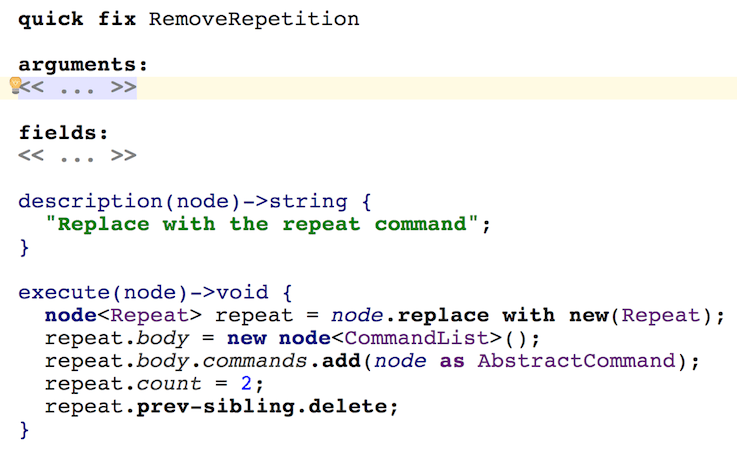 quick fix RemoveRepetition
arguments:
<< ... >>
fields:
<< ... >>
description(node)->string {
"Replace with the repeat command";
}
execute(node)->void {
node<Repeat> repeat = node.replace with new(Repeat);
repeat.body = new node<CommandList>();
repeat.body.commands.add(node as AbstractCommand);
repeat.count = 2;
repeat.prev-sibling.delete;
}